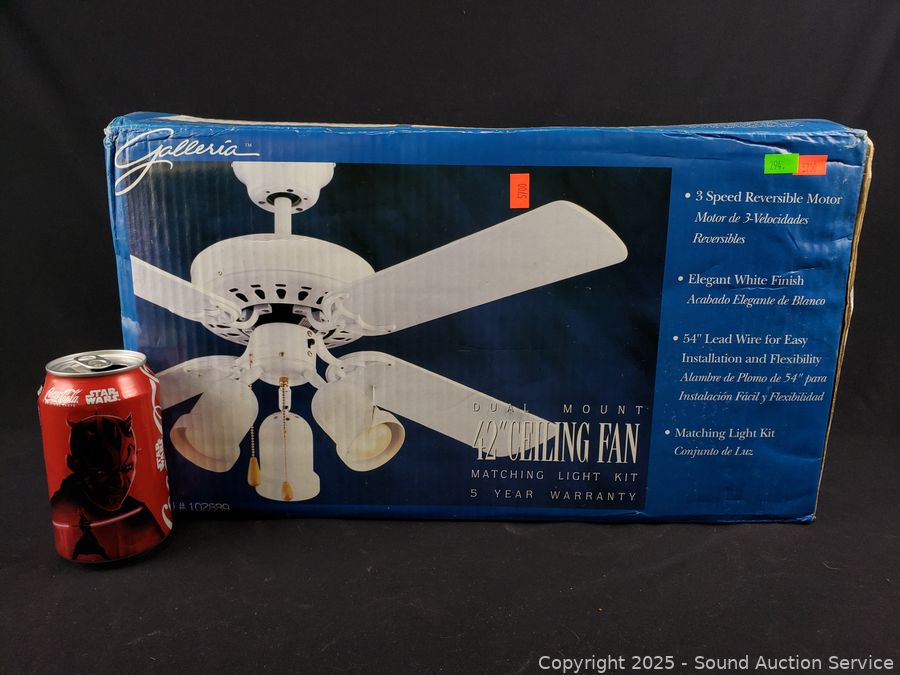 Galleria™
294.
5700
• 3 Speed Reversible Motor
Motor de 3-Velocidades
Reversibles
• Elegant White Finish
Acabado Elegante de Blanco
• 54" Lead Wire for Easy
Installation and Flexibility
Alambre de Plomo de 54" para
Instalación Fácil y Flexibilidad
• Matching Light Kit
Conjunto de Luz
DUAL MOUNT
42" CEILING FAN
MATCHING LIGHT KIT
5 YEAR WARRANTY
# 102899
Coca-Cola
STAR WARS
Copyright © 2025 - Sound Auction Service